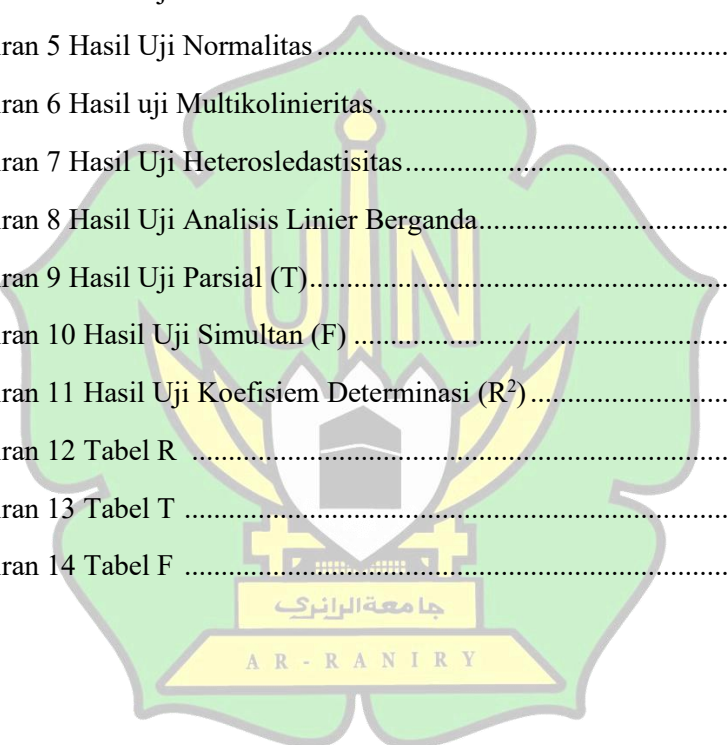 ran 5 Hasil Uji Normalitas
ran 6 Hasil uji Multikolinieritas
ran 7 Hasil Uji Heterosledastisitas
ran 8 Hasil Uji Analisis Linier Berganda
ran 9 Hasil Uji Parsial (T)
ran 10 Hasil Uji Simultan (F)
ran 11 Hasil Uji Koefisiem Determinasi (R²)
ran 12 Tabel R
ran 13 Tabel T
ran 14 Tabel F
UIN
جامعة الرانري
AR-RANIRY